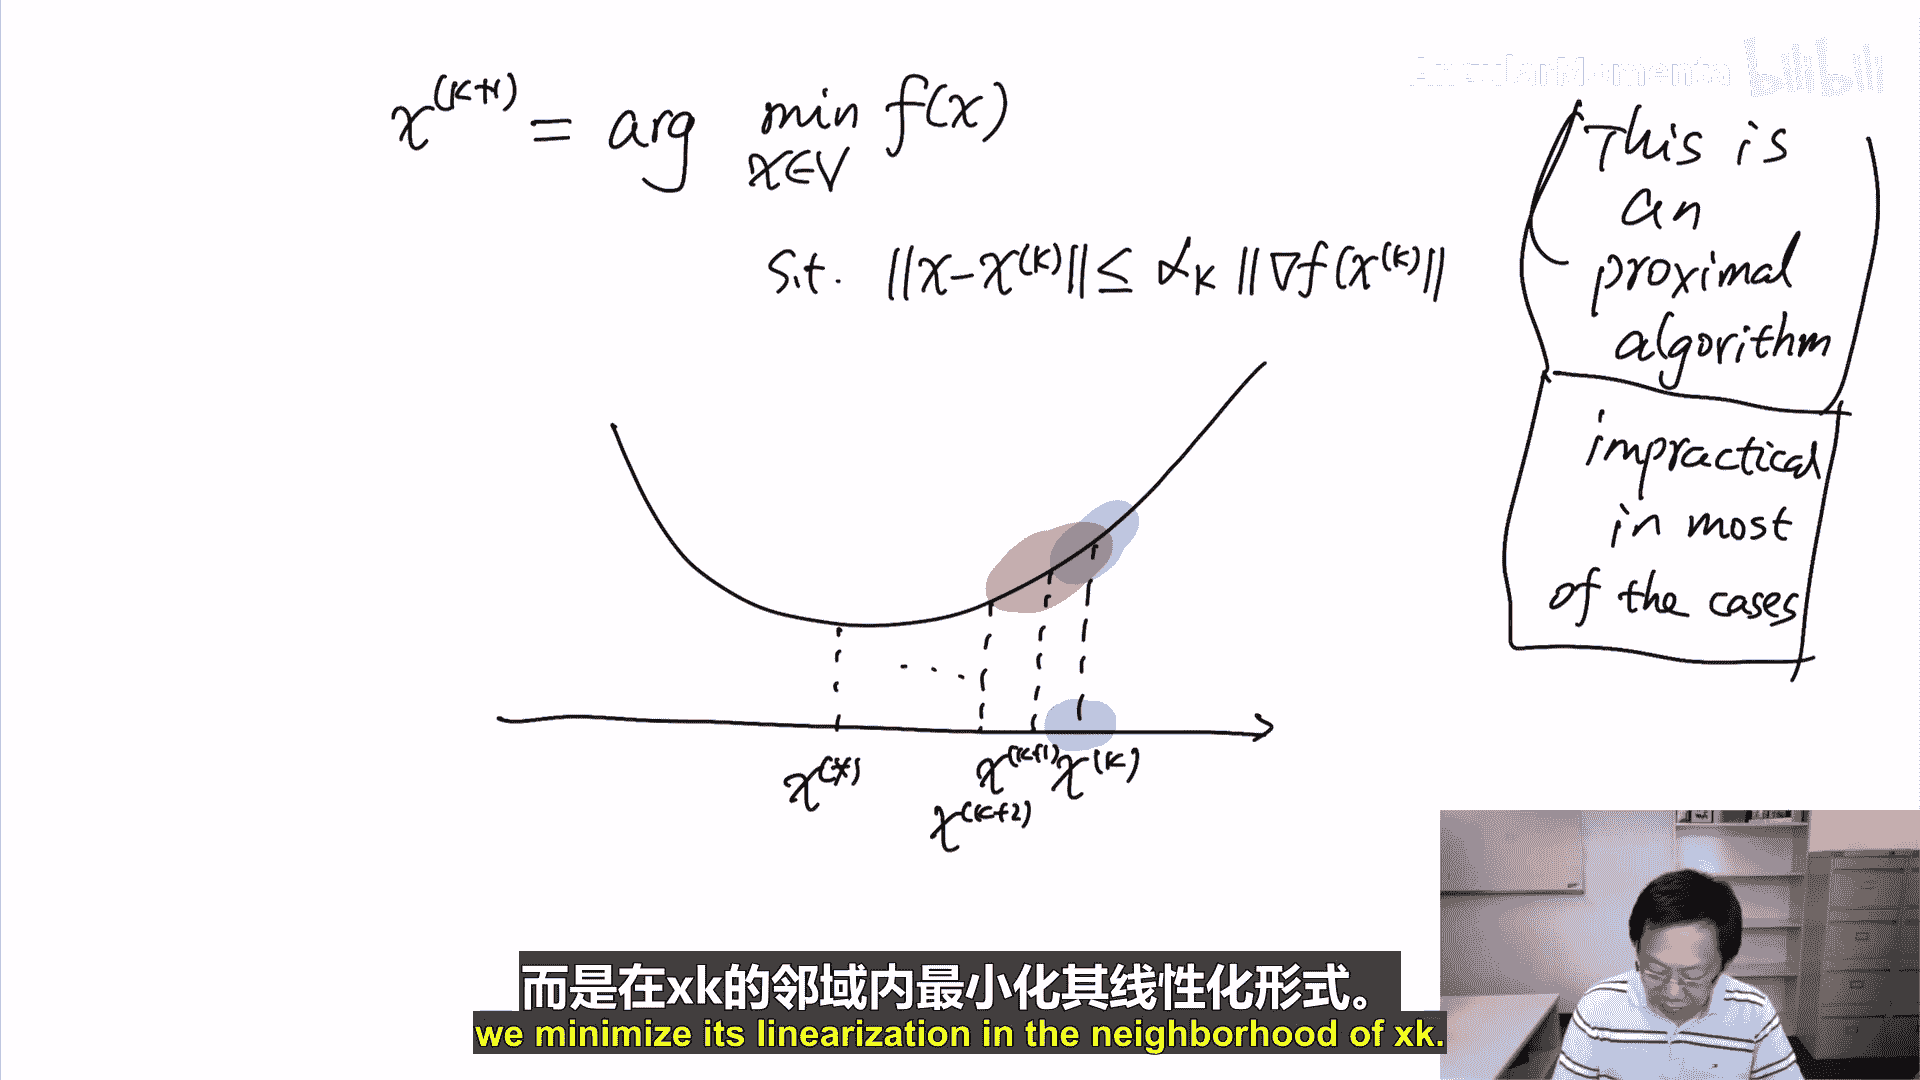 x^{(k+1)} = arg min f(x)
x∈V
s.t. ||x-x^{(k)}|| ≤ α_k ||∇f(x^{(k)}||
This is
an
proximal
algorithm
impractical
in most
of the cases
x^{(*)} x^{(k+1)} x^{(k)}
x^{(k+2)}
而是在xk的邻域内最小化其线性化形式。
we minimize its linearization in the neighborhood of xk.